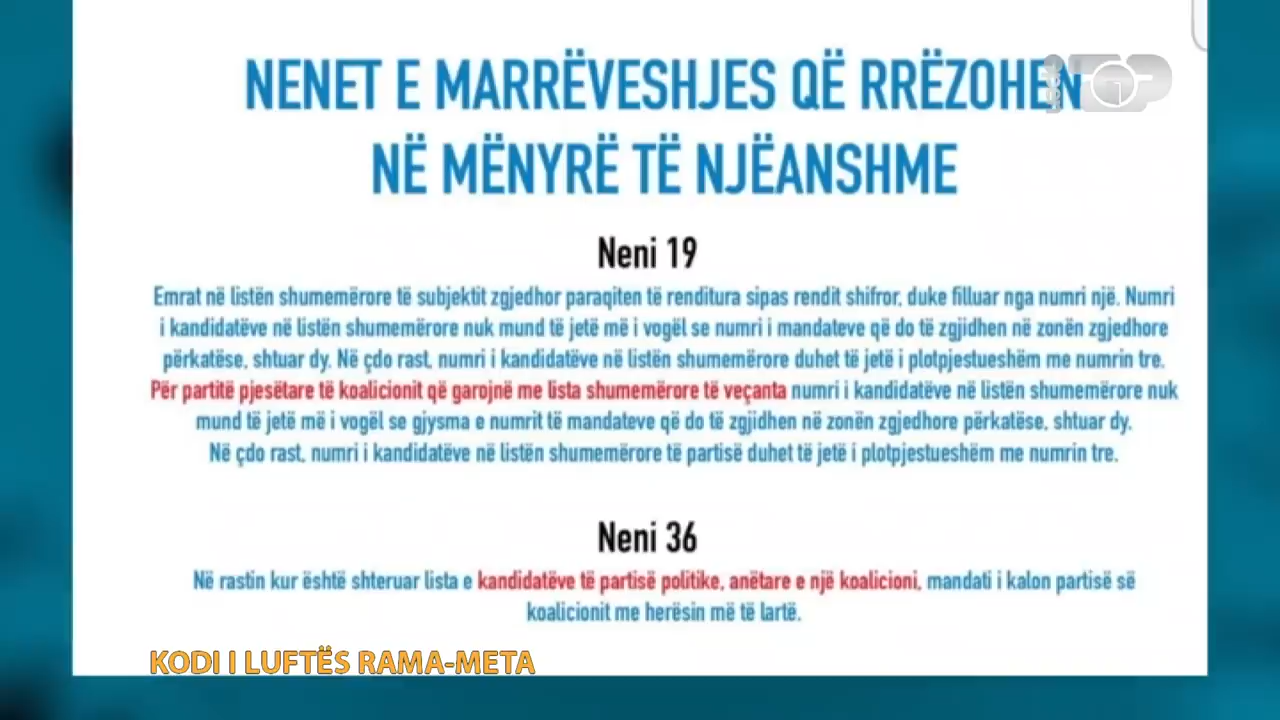 NENET E MARRËVESHJES QË RRËZOHEN
NË MËNYRË TË NJËANSHME
TOP
Neni 19
Emrat në listën shumemërore të subjektit zgjedhor paraqiten të renditura sipas rendit shifror, duke filluar nga numri një. Numri
i kandidatëve në listën shumemërore nuk mund të jetë më i vogël se numri i mandateve që do të zgjidhen në zonën zgjedhore
përkatëse, shtuar dy. Në çdo rast, numri i kandidatëve në listën shumemërore duhet të jetë i plotpjestueshëm me numrin tre.
Për partitë pjesëtare të koalicionit që garojnë me lista shumemërore të veçanta numri i kandidatëve në listën shumemërore nuk
mund të jetë më i vogël se gjysma e numrit të mandateve që do të zgjidhen në zonën zgjedhore përkatëse, shtuar dy.
Në çdo rast, numri i kandidatëve në listën shumemërore të partisë duhet të jetë i plotpjestueshëm me numrin tre.
Neni 36
Në rastin kur është shteruar lista e kandidatëve të partisë politike, anëtare e një koalicioni, mandati i kalon partisë së
koalicionit me herësin më të lartë.
KODI I LUFTËS RAMA-META